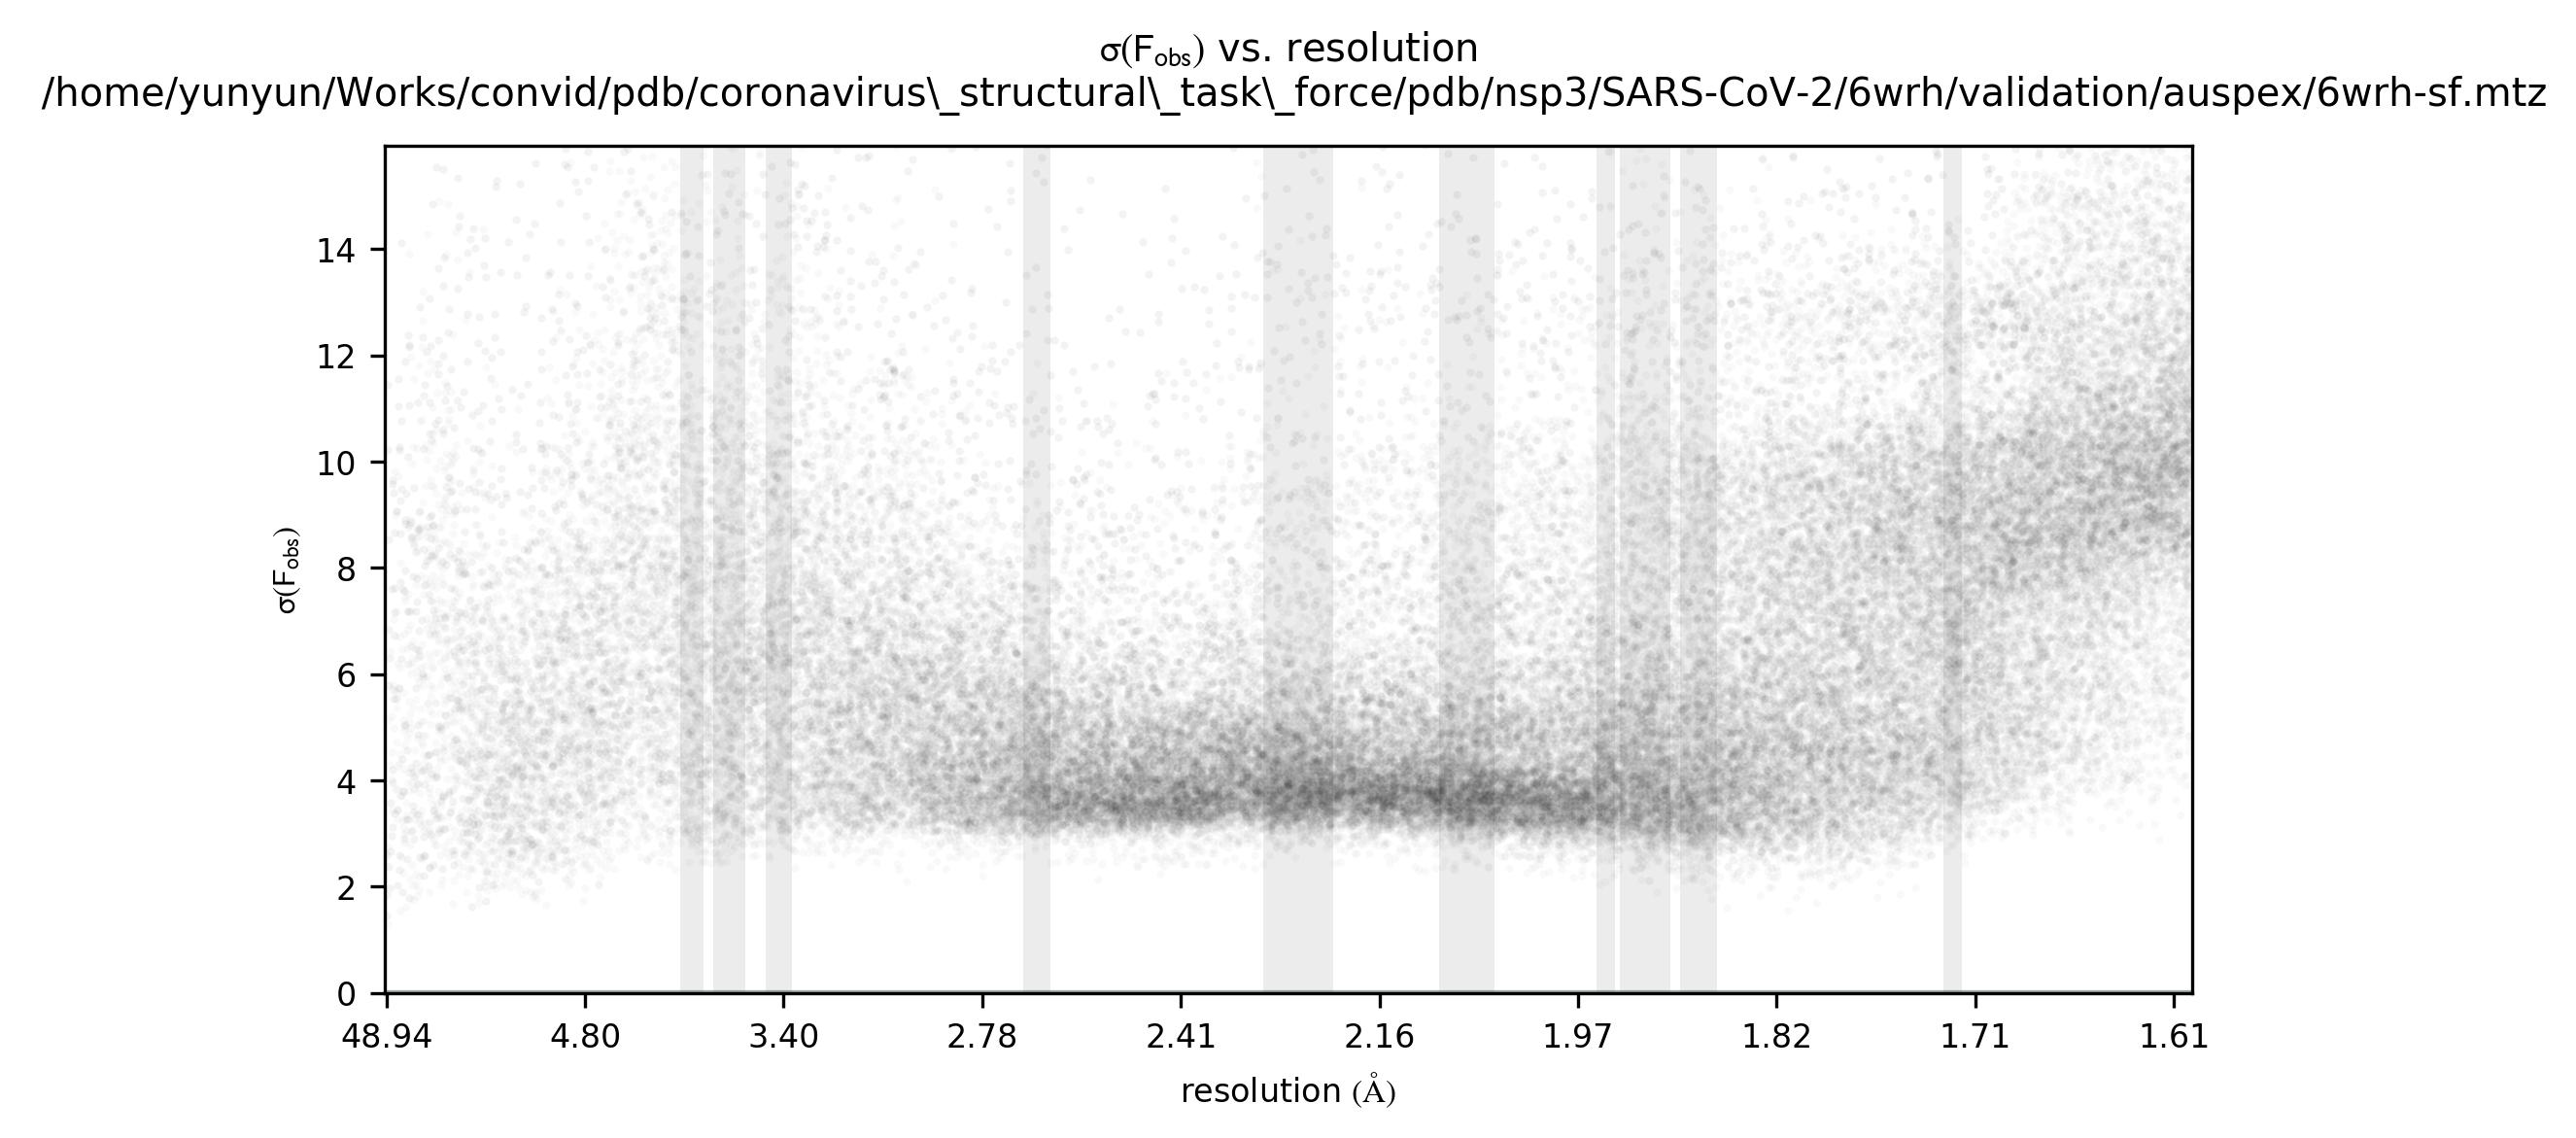 σ(Fobs) vs. resolution
/home/yunyun/Works/convid/pdb/coronavirus\_structural\_task\_force/pdb/nsp3/SARS-CoV-2/6wrh/validation/auspex/6wrh-sf.mtz
14
12
10
8
6
4
2
0
σ(Fobs)
48.94 4.80 3.40 2.78 2.41 2.16 1.97 1.82 1.71 1.61
resolution (Å)